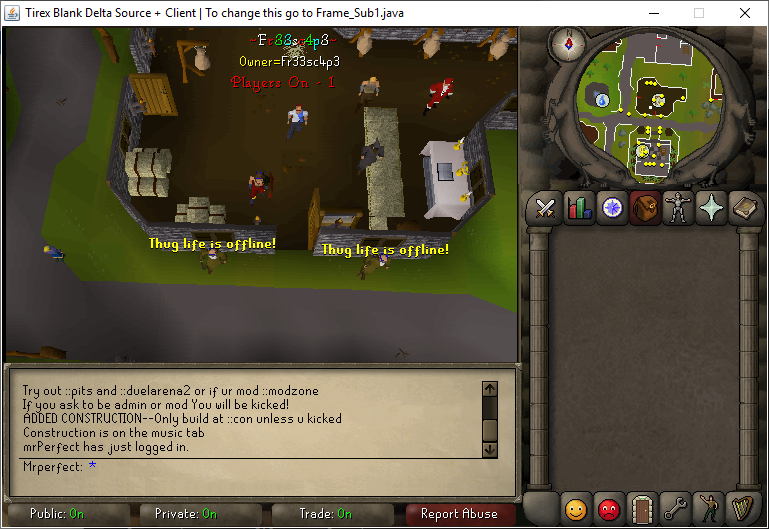 Tirex Blank Delta Source + Client | To change this go to Frame_Sub1.java
~Fr33sc4p3~
Owner=Fr33sc4p3
Players On - 1
Thug life is offline!
Thug life is offline!
Try out ::pits and ::duelarena2 or if ur mod ::modzone
If you ask to be admin or mod You will be kicked!
ADDED CONSTRUCTION--Only build at ::con unless u kicked
Construction is on the music tab
mrPerfect has just logged in.
Mrperfect: *
Public: On Private: On Trade: On Report Abuse